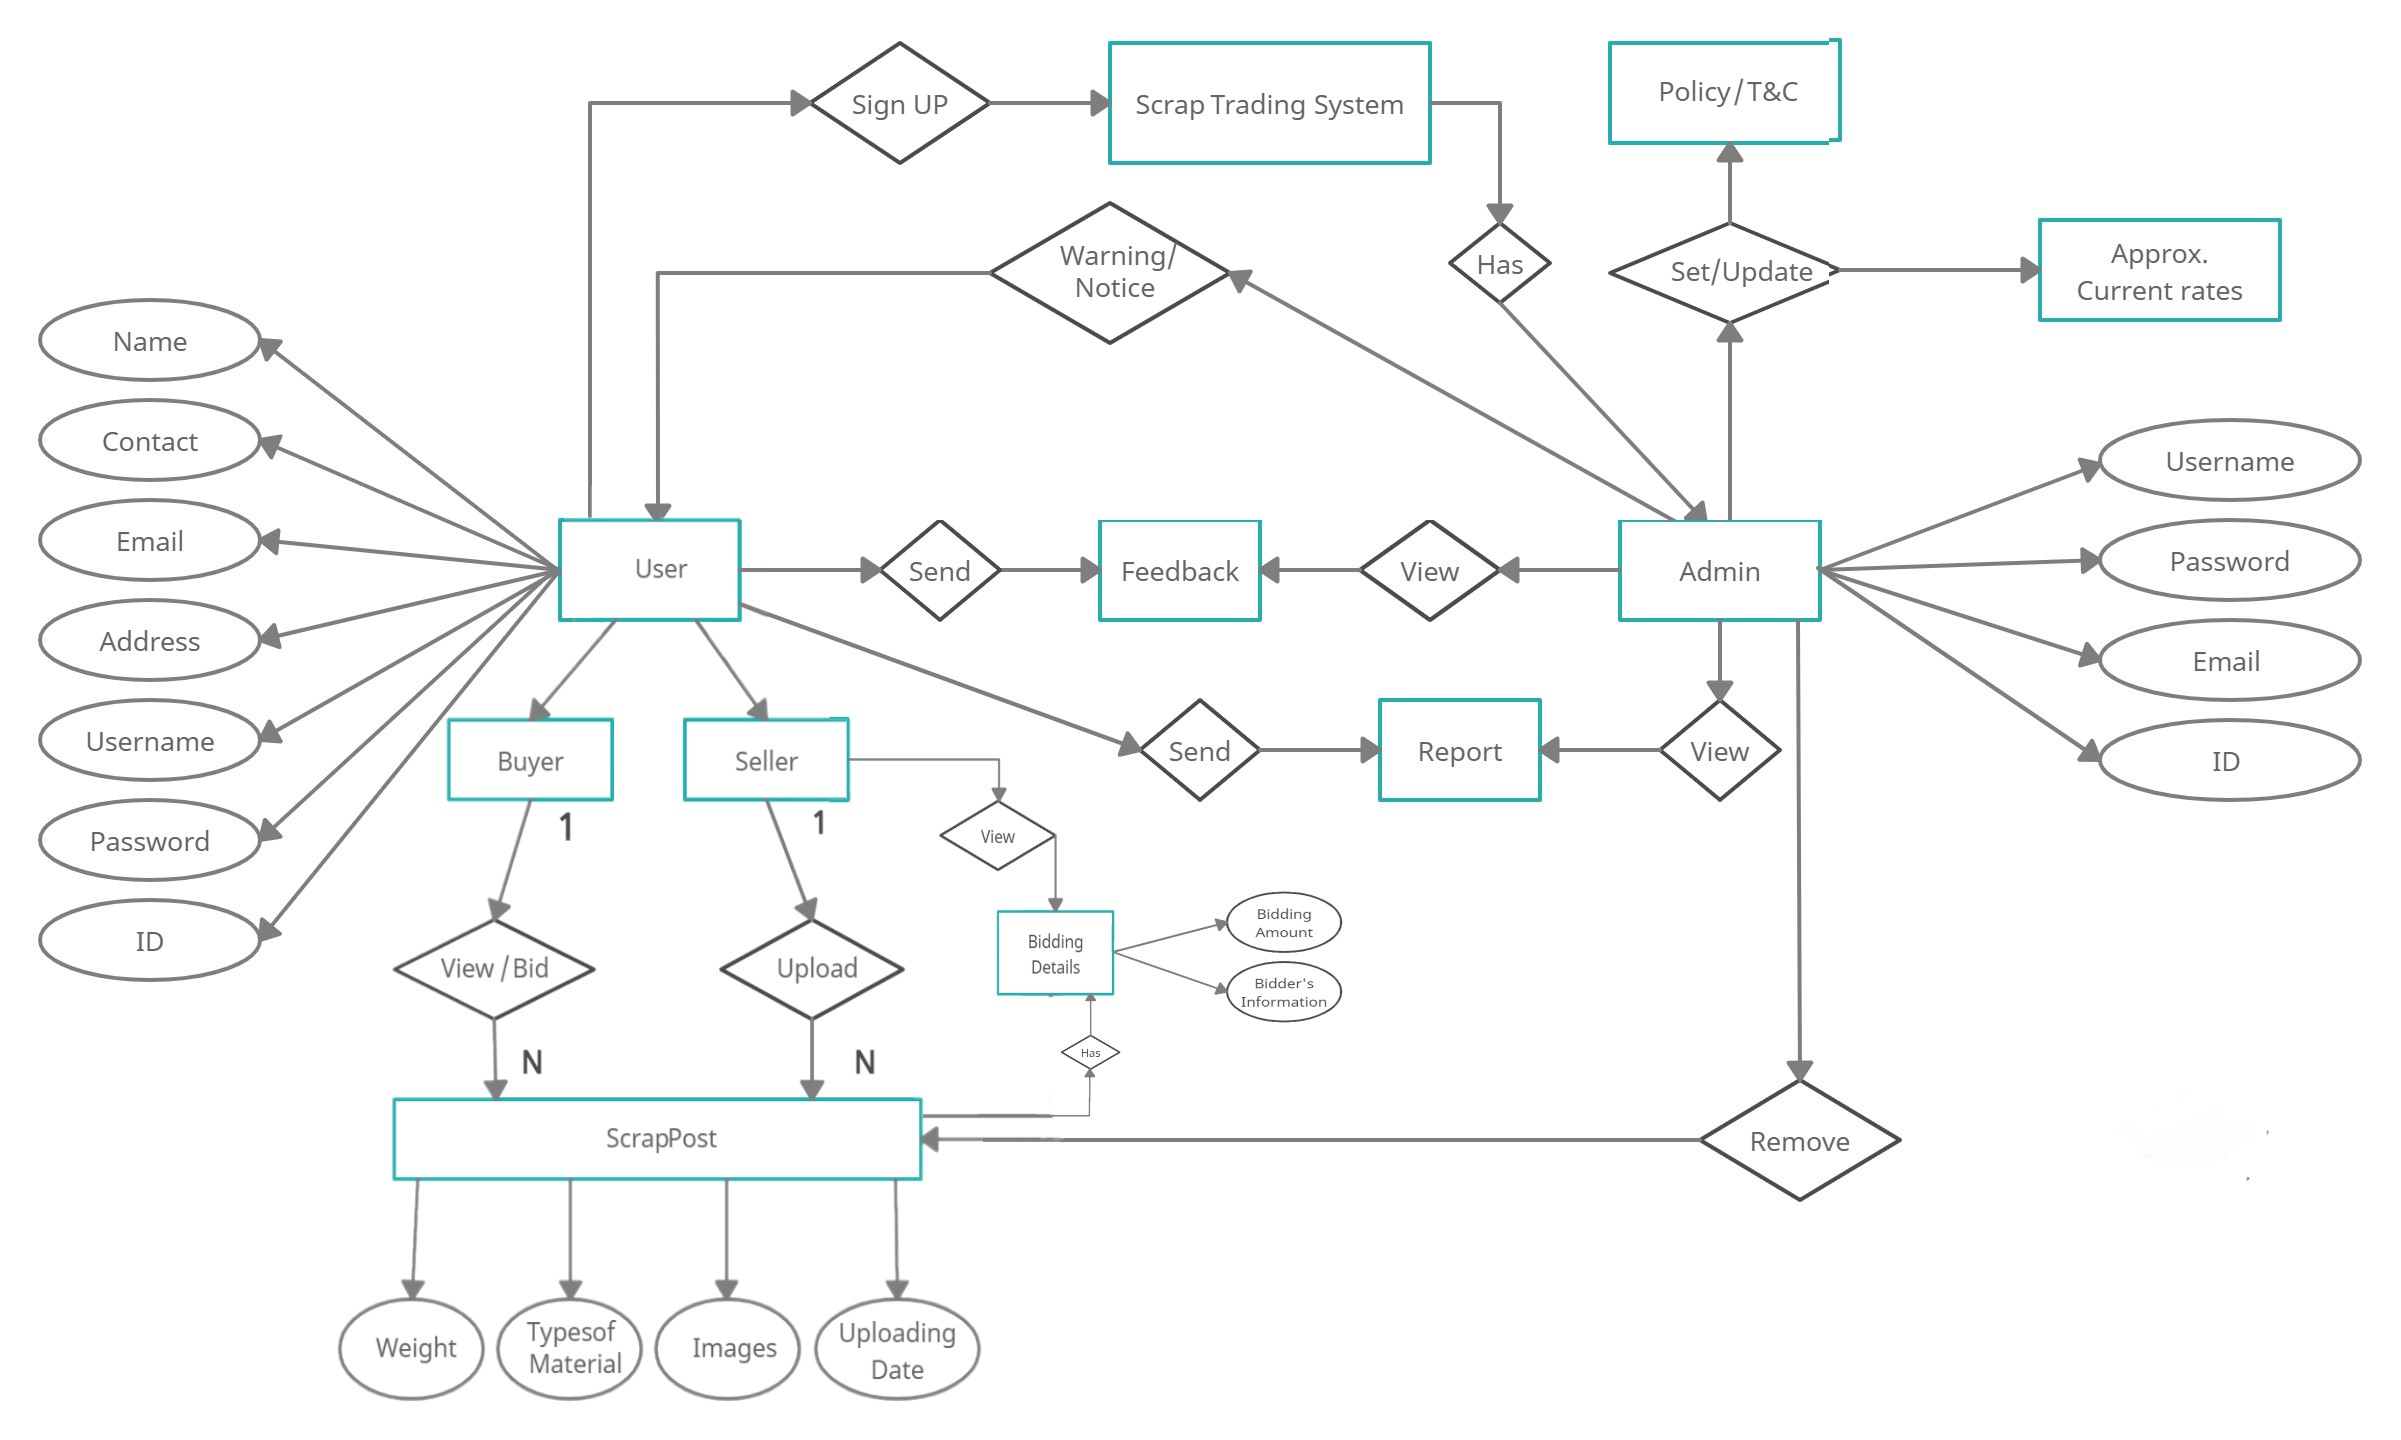 Sign UP
Scrap Trading System
Policy/T&C
Warning/
Notice
Has
Set/Update
Approx.
Current rates
Name
Contact
Email
Address
Username
Password
ID
User
Send
Feedback
View
Admin
Username
Password
Email
ID
Buyer
Seller
Send
Report
View
1
1
View
View/Bid
Upload
Bidding
Details
Bidding
Amount
Bidder's
Information
N
N
Has
ScrapPost
Remove
Weight
Typesof
Material
Images
Uploading
Date